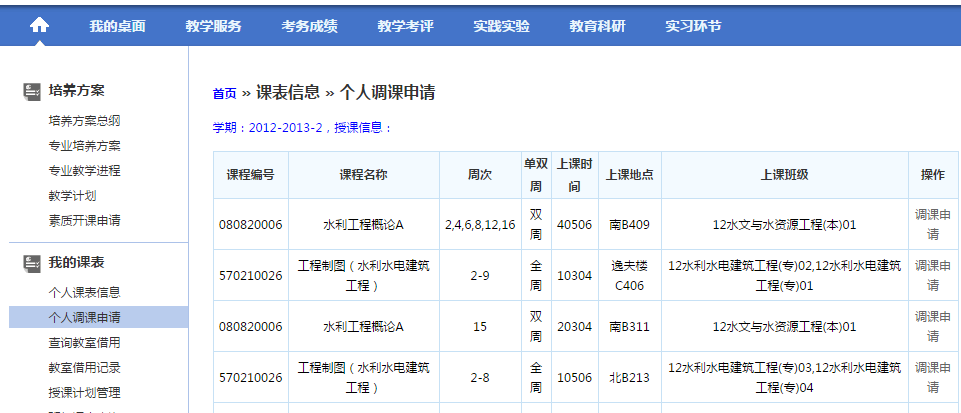 我的桌面 教学服务 考务成绩 教学考评 实践实验 教育科研 实习环节
培养方案
培养方案总纲
专业培养方案
专业教学进程
教学计划
素质开课申请
我的课表
个人课表信息
个人调课申请
查询教室借用
教室借用记录
授课计划管理
首页 » 课表信息 » 个人调课申请
学期：2012-2013-2，授课信息：
课程编号 课程名称 周次 单双周 上课时间 上课地点 上课班级 操作
080820006 水利工程概论A 2,4,6,8,12,16 双周 40506 南B409 12水文与水资源工程(本)01 调课申请
570210026 工程制图（水利水电建筑工程） 2-9 全周 10304 逸夫楼C406 12水利水电建筑工程(专)02,12水利水电建筑工程(专)01 调课申请
080820006 水利工程概论A 15 双周 20304 南B311 12水文与水资源工程(本)01 调课申请
570210026 工程制图（水利水电建筑工程） 2-8 全周 10506 北B213 12水利水电建筑工程(专)03,12水利水电建筑工程(专)04 调课申请